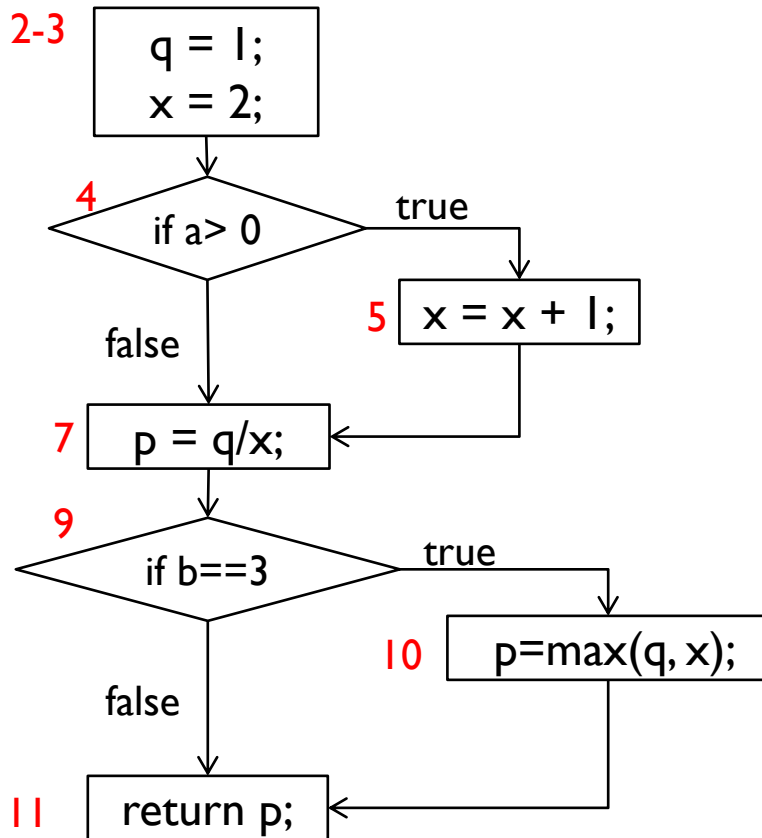 2-3
q = 1;
x = 2;
4
if a> 0
true
5
x = x + 1;
false
7
p = q/x;
9
if b==3
true
10
p=max(q, x);
false
11
return p;